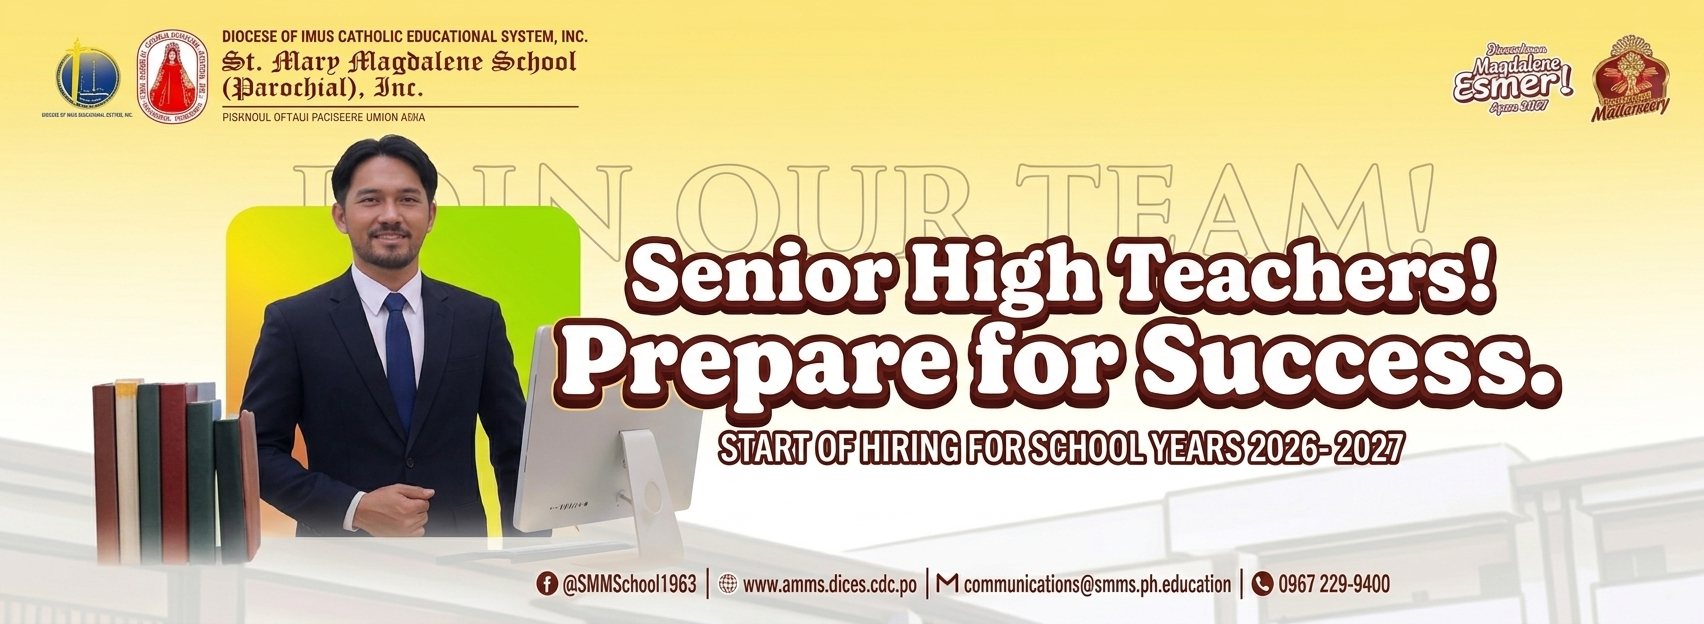 DIOCESE OF IMUS CATHOLIC EDUCATIONAL SYSTEM, INC.
St. Mary Magdalene School
(Parochial), Inc.
PISKNOUL OFTAUI PACISEERE UMION
Magdalene
Esmer!
JOIN OUR TEAM!
Senior High Teachers!
Prepare for Success.
START OF HIRING FOR SCHOOL YEARS 2026-2027
@SMMSchool1963 | www.amms.dices.cdc.po | communications@smms.ph.education | 0967 229-9400